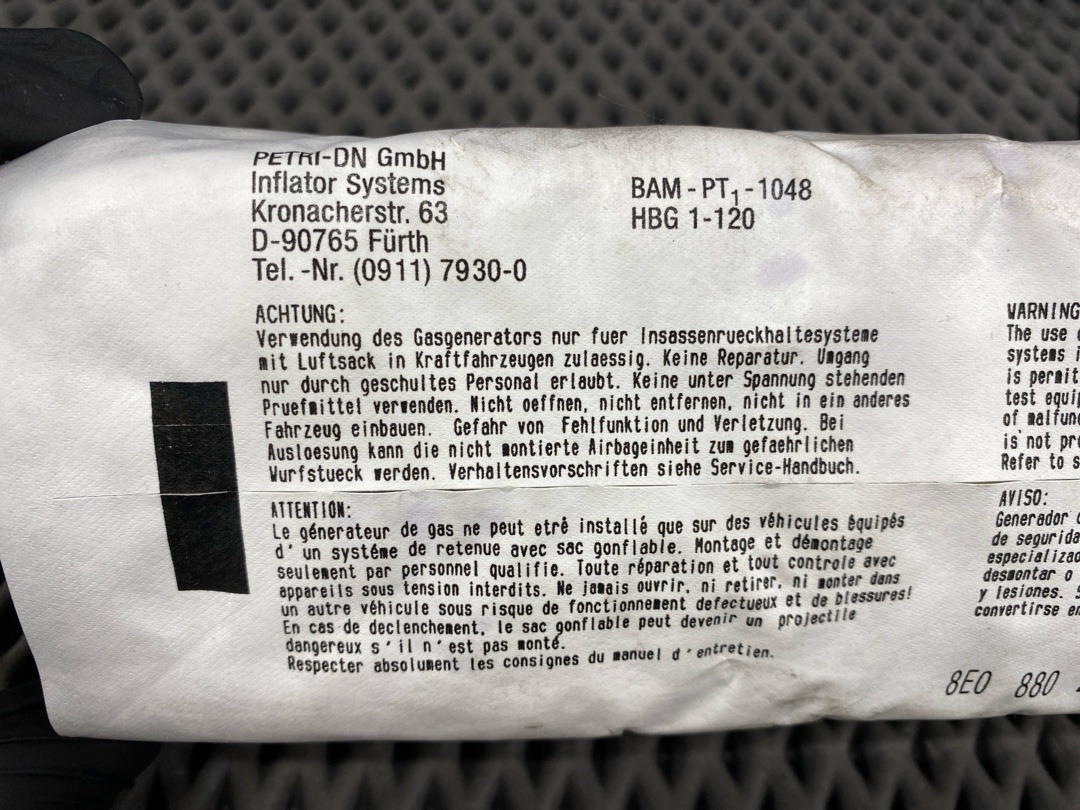 PETRI-DN GmbH
Inflator Systems
Kronacherstr. 63
D-90765 Fürth
Tel. -Nr. (0911) 7930-0
BAM - PT1 - 1048
HBG 1-120
ACHTUNG:
Verwendung des Gasgenerators nur fuer Insassenrueckhaltesysteme
mit Luftsack in Kraftfahrzeugen zulaessig. Keine Reparatur. Umgang
nur durch geschultes Personal erlaubt. Keine unter Spannung stehenden
Pruefmittel verwenden. Nicht oeffnen, nicht entfernen, nicht in ein anderes
Fahrzeug einbauen. Gefahr von Fehlfunktion und Verletzung. Bei
Ausloesung kann die nicht montierte Airbageinheit zum gefaehrlichen
Wurfstueck werden. Verhaltensvorschriften siehe Service-Handbuch.
ATTENTION:
Le générateur de gas ne peut etrê installé que sur des véhicules êquipés
d' un systéme de retenue avec sac gonflable. Montage et démontage
seulement par personnel qualifie. Toute réparation et tout controle avec
appareils sous tension interdits. Ne jamais ouvrir, ni retirer, ni monter dans
un autre véhicule sous risque de fonctionnement defectueux et de blessures!
En cas de declenchement, le sac gonflable peut devenir un projectile
dangereux s' il n' est pas monté.
Respecter absolument les consignes du manuel d' entretien.
WARNING
The use
systems
is permit
test equip
of malfunc
is not pr
Refer to s
AVISO:
Generador
de segurida
especializad
desmontar o
y lesiones.
convertirse en
8E0 880